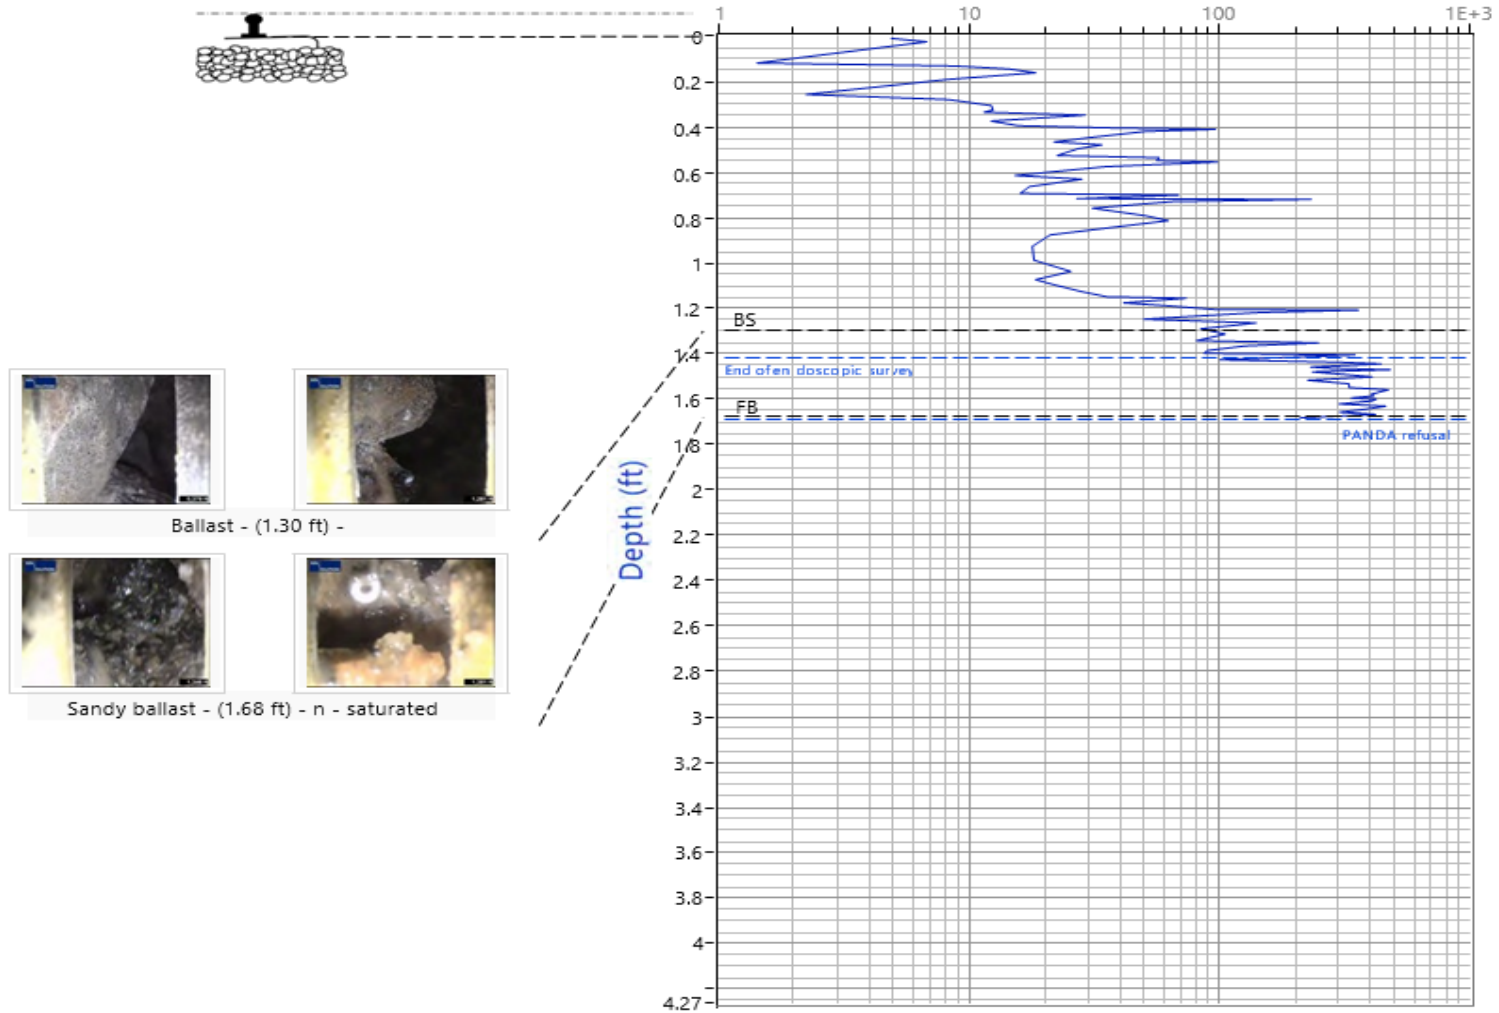 1 10 100 1E+3
0
0.2
0.4
0.6
0.8
1
1.2
BS
1.4
End ofen doscopic survey
1.6
FB
PANDA refusal
1.8
2
2.2
2.4
2.6
2.8
3
3.2
3.4
3.6
3.8
4
4.27
Depth (ft)
Ballast - (1.30 ft) -
Sandy ballast - (1.68 ft) - n - saturated